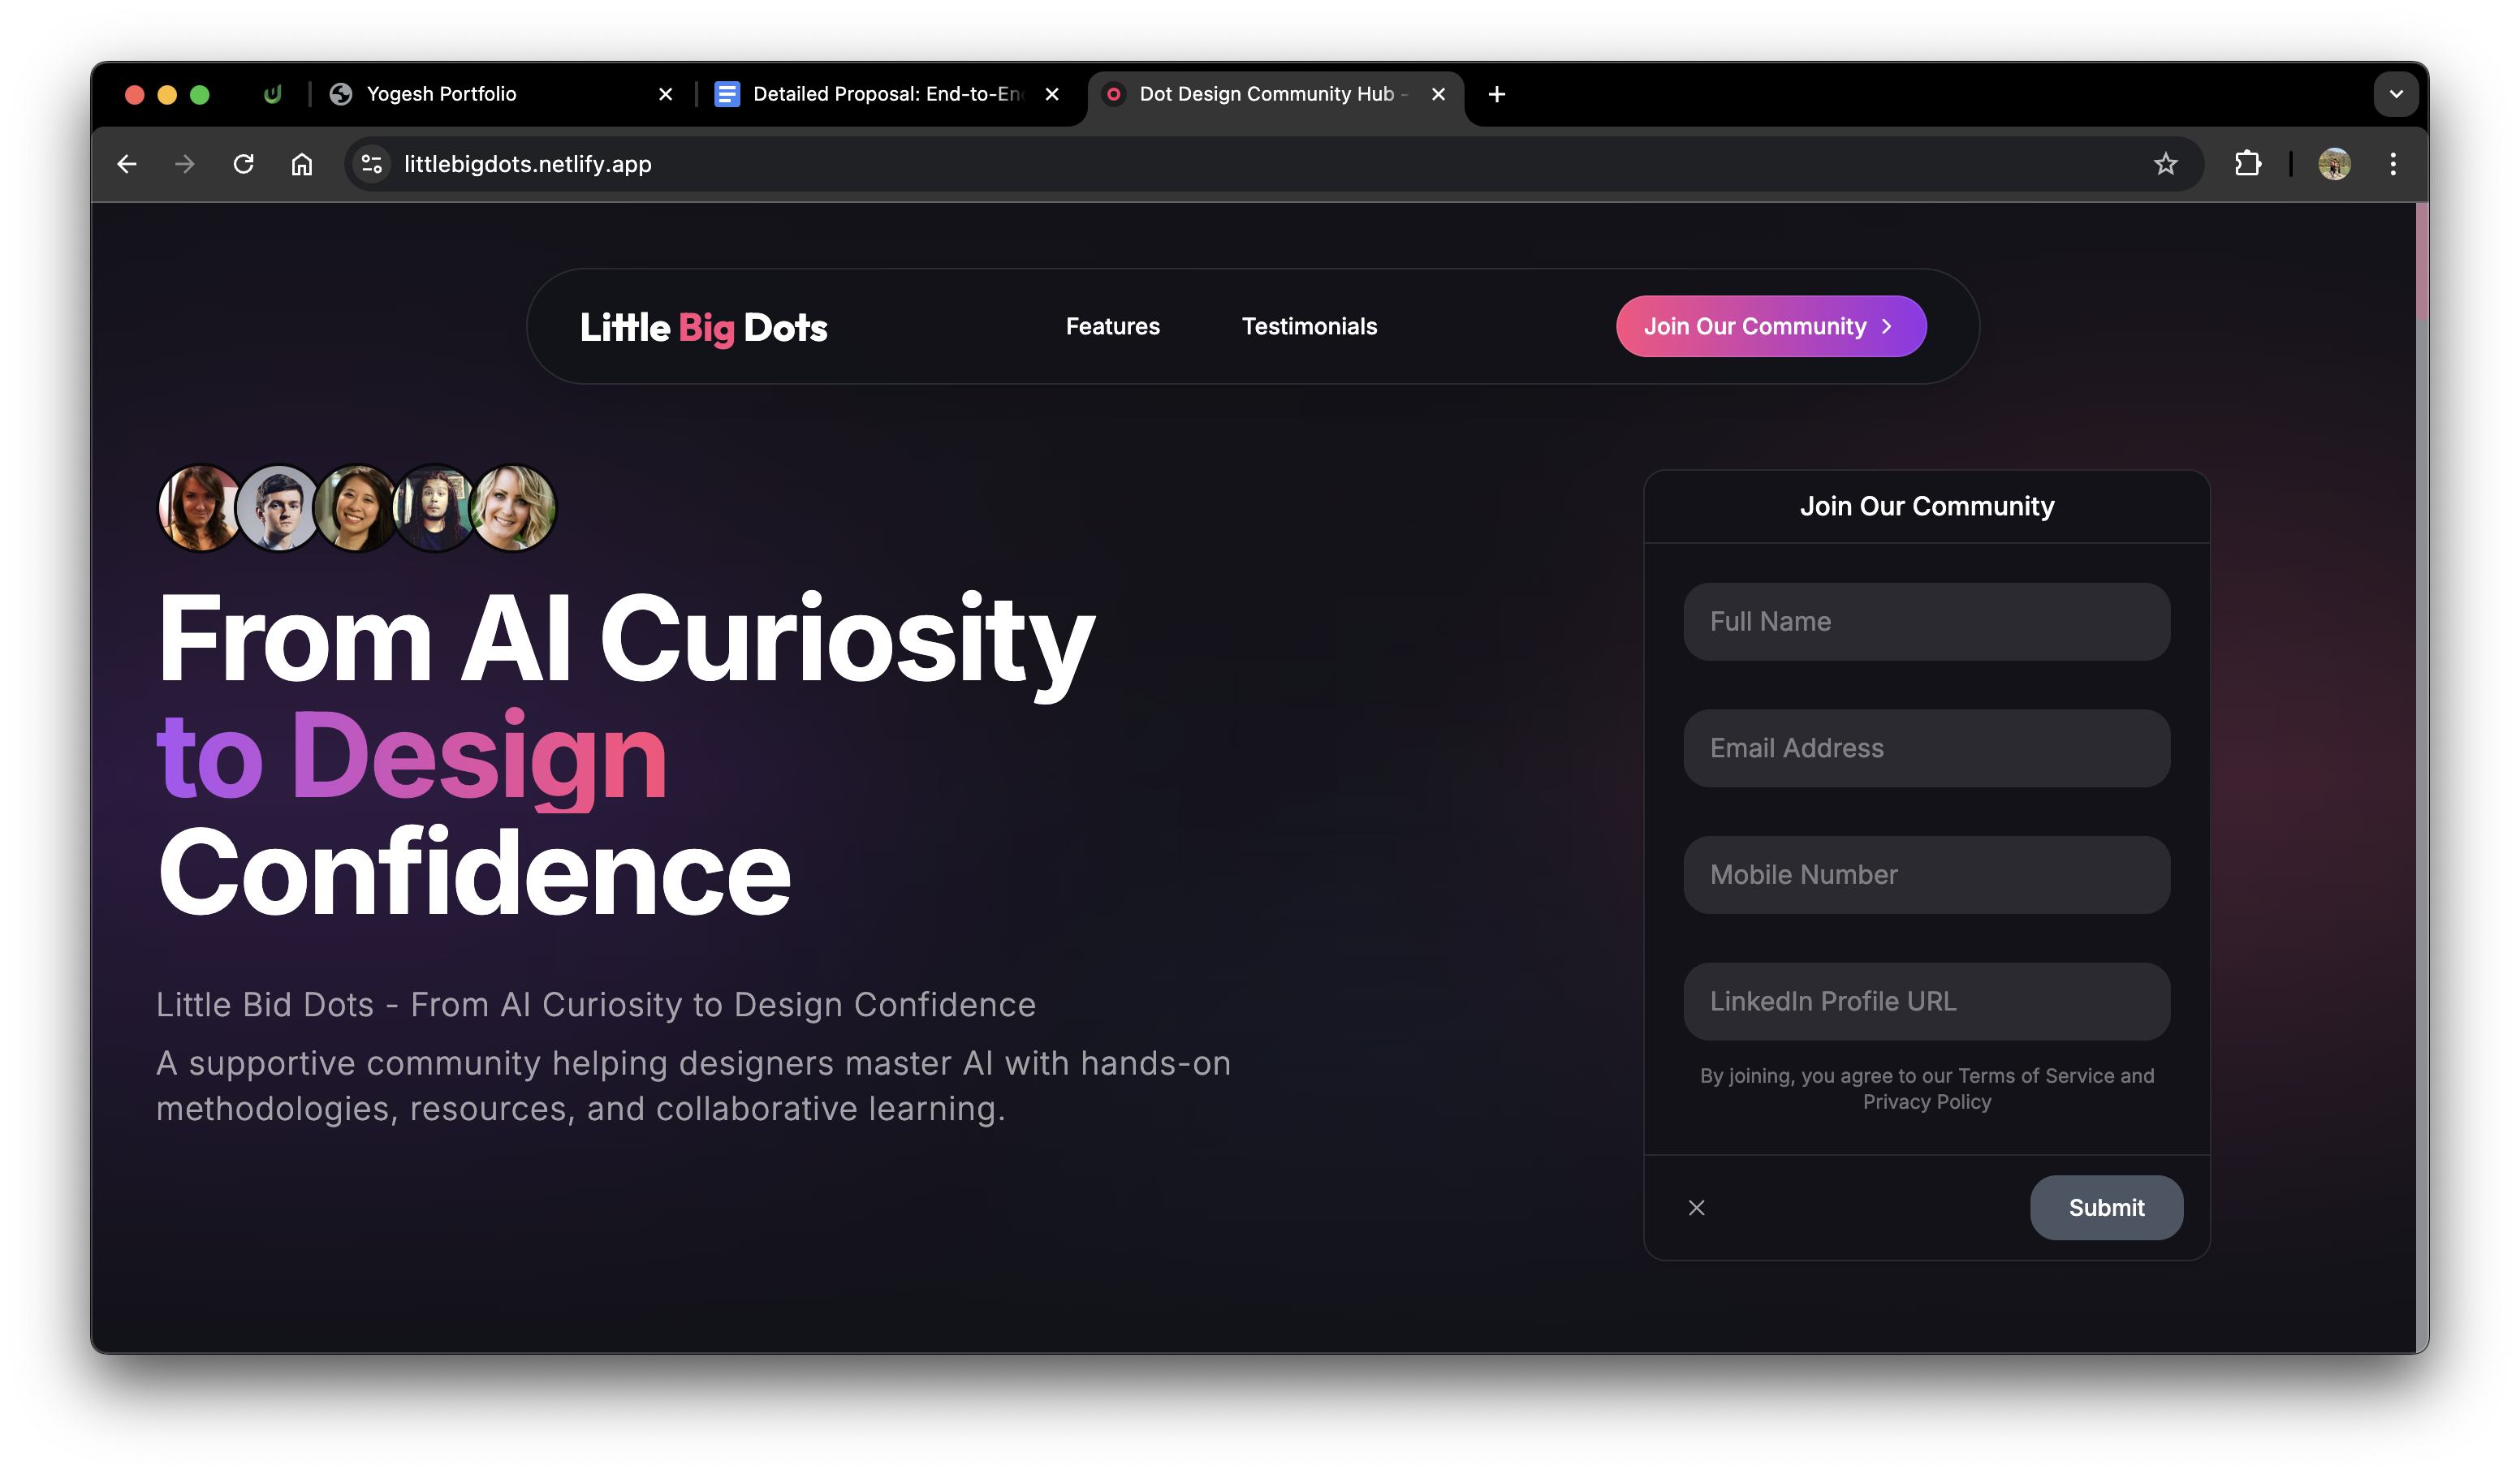 Yogesh Portfolio
Detailed Proposal: End-to-En
Dot Design Community Hub -
littlebigdots.netlify.app
Little Big Dots
Features
Testimonials
Join Our Community
From AI Curiosity
to Design
Confidence
Little Bid Dots - From AI Curiosity to Design Confidence
A supportive community helping designers master AI with hands-on
methodologies, resources, and collaborative learning.
Join Our Community
Full Name
Email Address
Mobile Number
LinkedIn Profile URL
By joining, you agree to our Terms of Service and
Privacy Policy
Submit